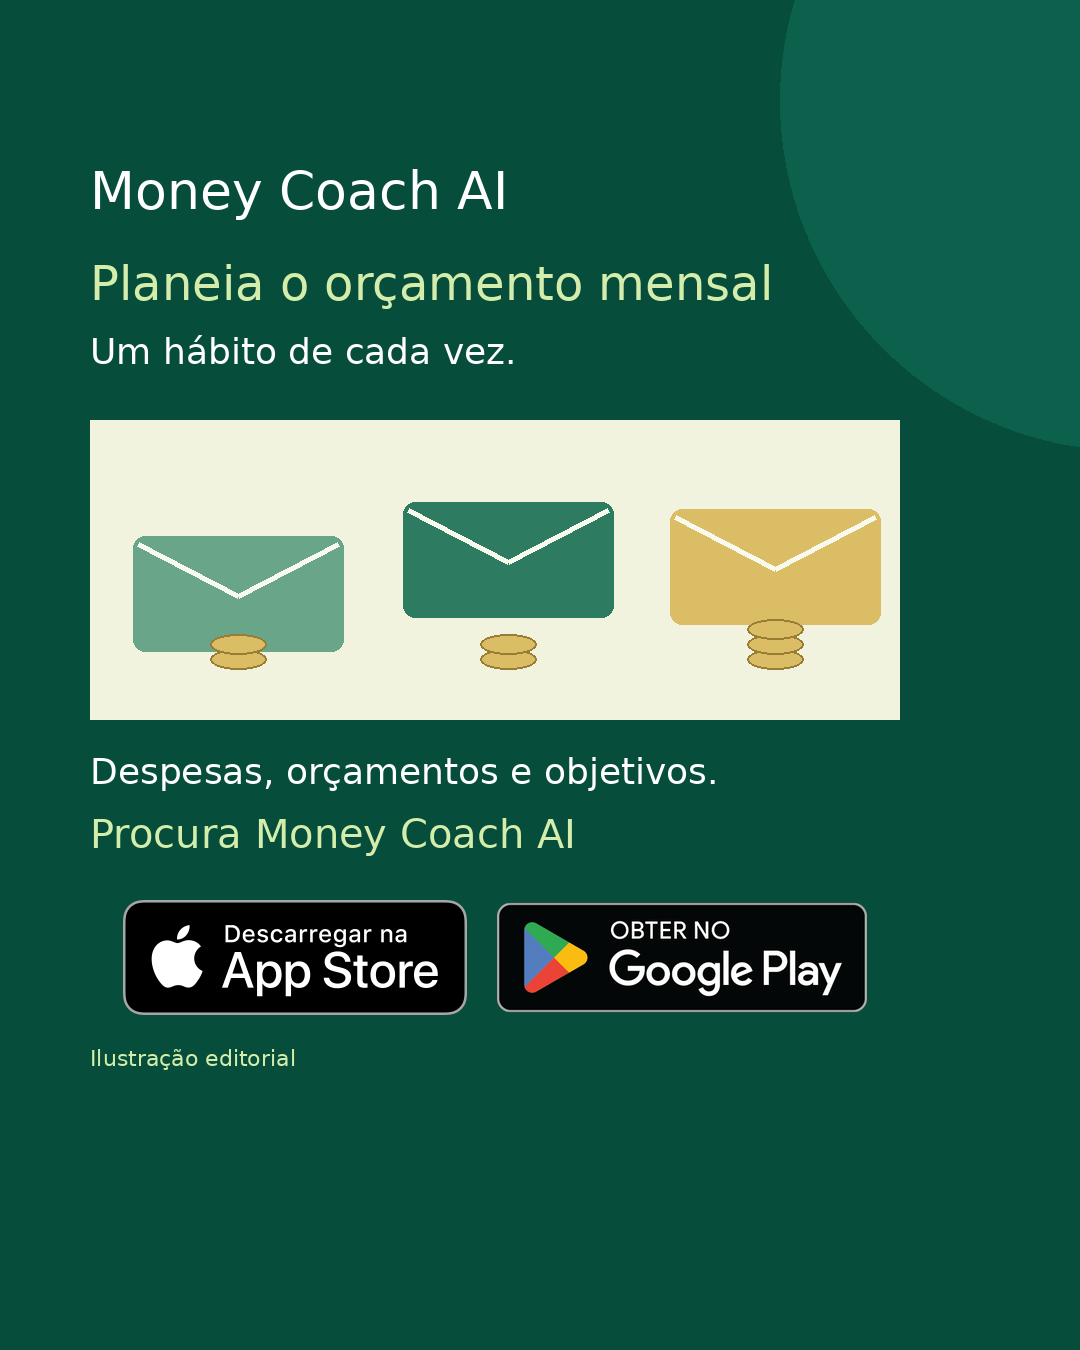 Money Coach AI
Planeia o orçamento mensal
Um hábito de cada vez.
Despesas, orçamentos e objetivos.
Procura Money Coach AI
Descarregar na
App Store
OBTER NO
Google Play
Ilustração editorial